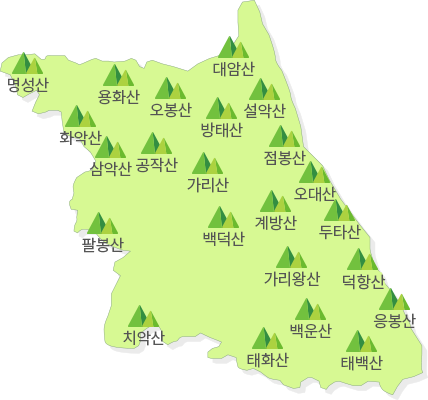 대암산
명성산
용화산
오봉산
설악산
방태산
화악산
점봉산
삼악산
공작산
가리산
오대산
계방산
두타산
백덕산
팔봉산
가리왕산
덕항산
응봉산
백운산
치악산
태화산
태백산